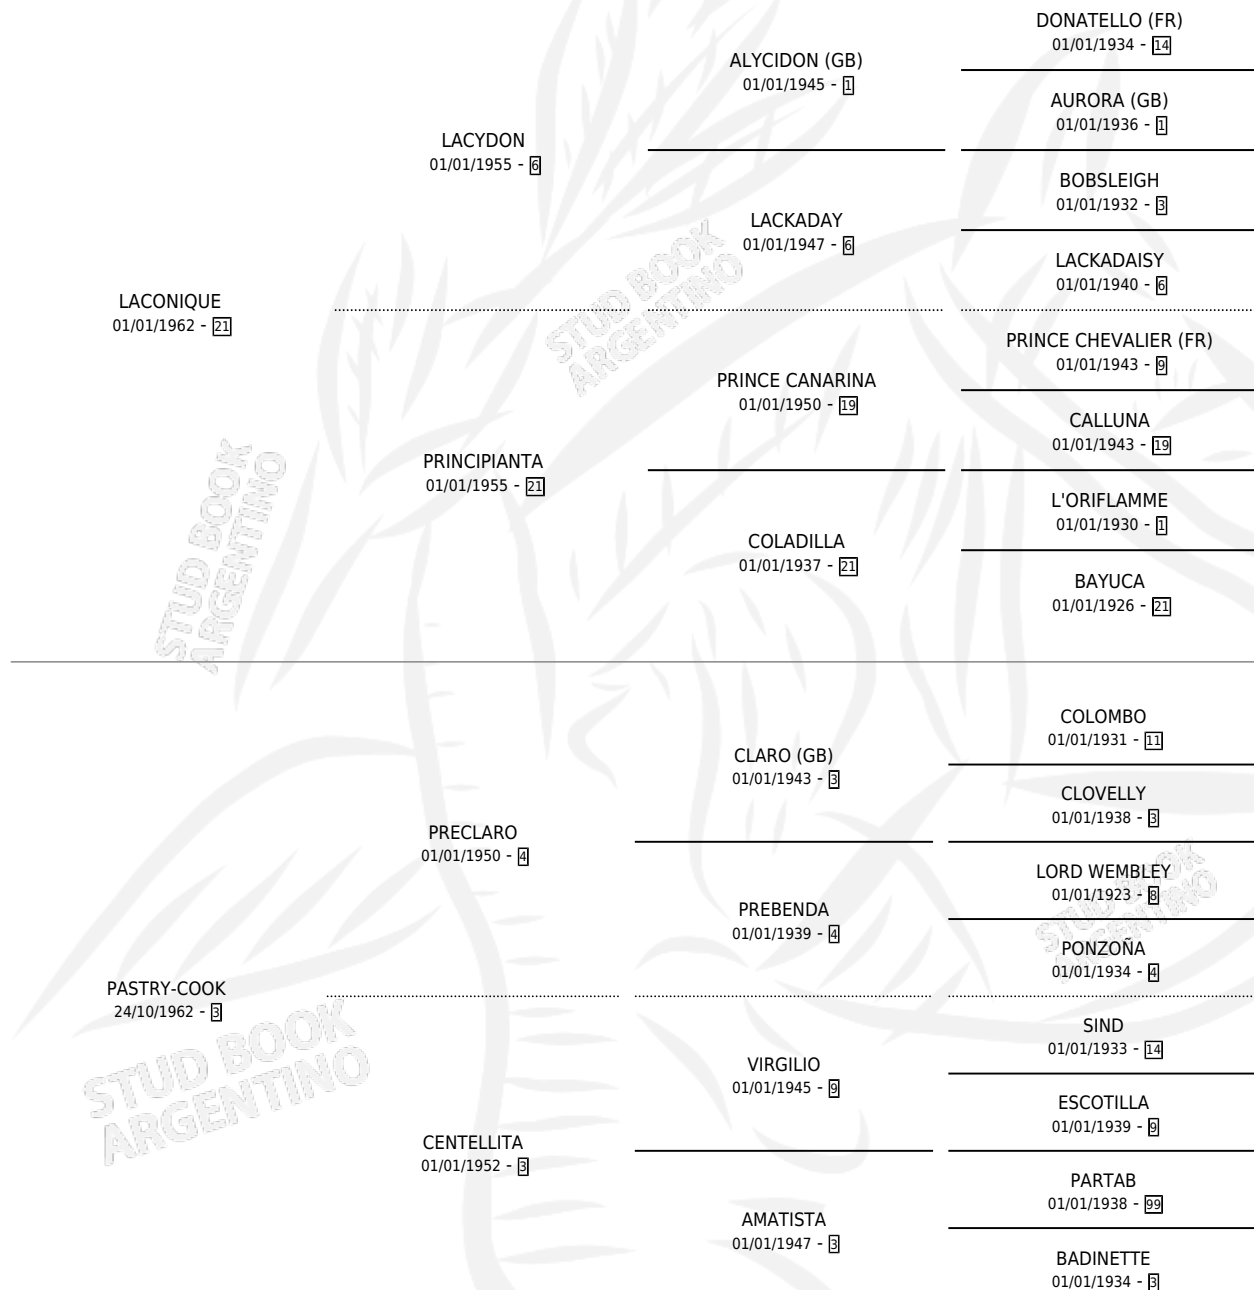 DONATELLO (FR)
01/01/1934 - 14
ALYCIDON (GB)
01/01/1945 - 1
AURORA (GB)
01/01/1936 - 1
LACYDON
01/01/1955 - 6
BOBSLEIGH
01/01/1932 - 3
LACKADAY
01/01/1947 - 6
LACKADAISY
01/01/1940 - 6
LACONIQUE
01/01/1962 - 21
PRINCE CHEVALIER (FR)
01/01/1943 - 9
PRINCE CANARINA
01/01/1950 - 19
CALLUNA
01/01/1943 - 19
PRINCIPIANTA
01/01/1955 - 21
L'ORIFLAMME
01/01/1930 - 1
COLADILLA
01/01/1937 - 21
BAYUCA
01/01/1926 - 21
COLOMBO
01/01/1931 - 11
CLARO (GB)
01/01/1943 - 3
CLOVELLY
01/01/1938 - 3
PRECLARO
01/01/1950 - 4
LORD WEMBLEY
01/01/1923 - 8
PREBENDA
01/01/1939 - 4
PONZOÑA
01/01/1934 - 4
PASTRY-COOK
24/10/1962 - 3
SIND
01/01/1933 - 14
VIRGILIO
01/01/1945 - 9
ESCOTILLA
01/01/1939 - 9
CENTELLITA
01/01/1952 - 3
PARTAB
01/01/1938 - 99
AMATISTA
01/01/1947 - 3
BADINETTE
01/01/1934 - 3
STUD BOOK
ARGENTINO
STUD BOOK
ARGENTINO
STUD BOOK
ARGENTINO
STUD BOOK
ARGENTINO